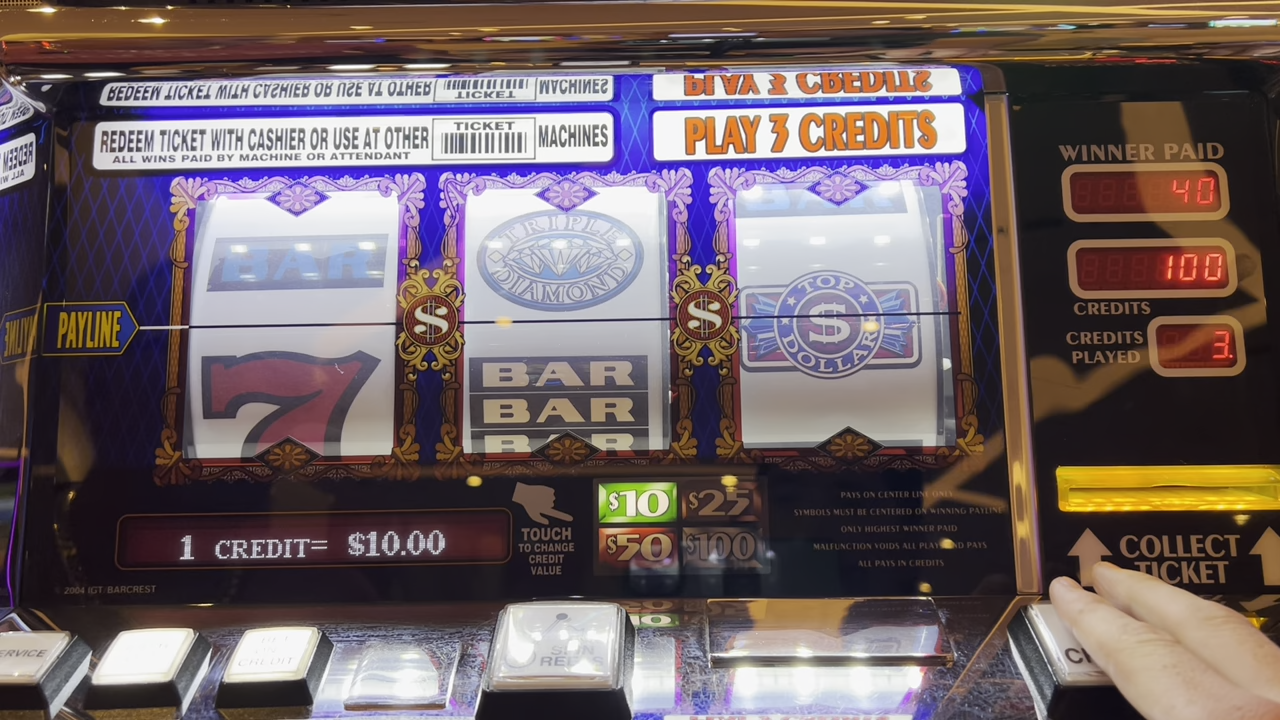 REDEEM TICKET WITH CASHIER OR USE AT OTHER TICKET MACHINES
PLAY 3 CREDITS
REDEEM TICKET WITH CASHIER OR USE AT OTHER TICKET MACHINES
ALL WINS PAID BY MACHINE OR ATTENDANT
PLAY 3 CREDITS
WINNER PAID
40
100
CREDITS
CREDITS PLAYED
3
BAR
TRIPLE
DIAMOND
BAR
TOP
$
DOLLAR
PAYLINE
$
$
7
BAR
BAR
BAR
1 CREDIT= $10.00
TOUCH
TO CHANGE
CREDIT
VALUE
$10
$25
$50
$100
PAYS ON CENTER LINE ONLY
SYMBOLS MUST BE CENTERED ON WINNING PAYLINE
ONLY HIGHEST WINNER PAID
MALFUNCTION VOIDS ALL PLAYS AND PAYS
ALL PAYS IN CREDITS
COLLECT
TICKET
© 2004 IGT BARCREST
SERVICE
CREDIT
SPIN
REELS